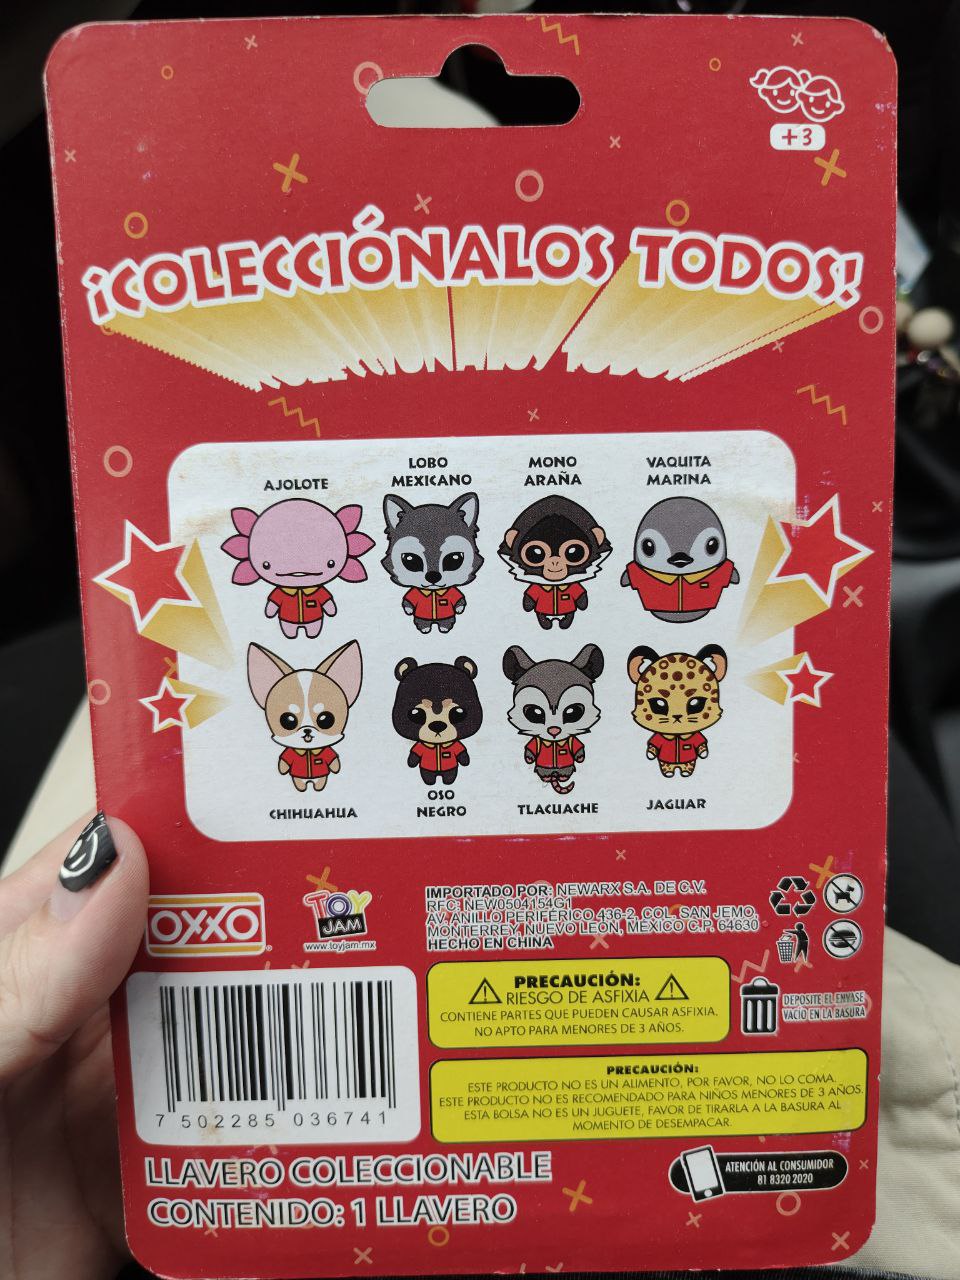 +3
¡COLECCIÓNALOS TODOS!
AJOLOTE
LOBO
MEXICANO
MONO
ARAÑA
VAQUITA
MARINA
CHIHUAHUA
OSO
NEGRO
TLACUACHE
JAGUAR
OXXO
TOY
JAM
www.toyjam.mx
IMPORTADO POR: NEWARX S.A. DE C.V.
RFC: NEW0504154G1
AV. ANILLO PERIFÉRICO 436-2, COL. SAN JEMO,
MONTERREY, NUEVO LEÓN, MÉXICO C.P. 64630
HECHO EN CHINA
PRECAUCIÓN:
RIESGO DE ASFIXIA
CONTIENE PARTES QUE PUEDEN CAUSAR ASFIXIA.
NO APTO PARA MENORES DE 3 AÑOS.
DEPOSITE EL ENVASE
VACIO EN LA BASURA
PRECAUCIÓN:
ESTE PRODUCTO NO ES UN ALIMENTO, POR FAVOR, NO LO COMA.
ESTE PRODUCTO NO ES RECOMENDADO PARA NIÑOS MENORES DE 3 AÑOS.
ESTA BOLSA NO ES UN JUGUETE, FAVOR DE TIRARLA A LA BASURA AL
MOMENTO DE DESEMPACAR.
7 502285 036741
LLAVERO COLECCIONABLE
CONTENIDO: 1 LLAVERO
ATENCIÓN AL CONSUMIDOR
81 8320 2020